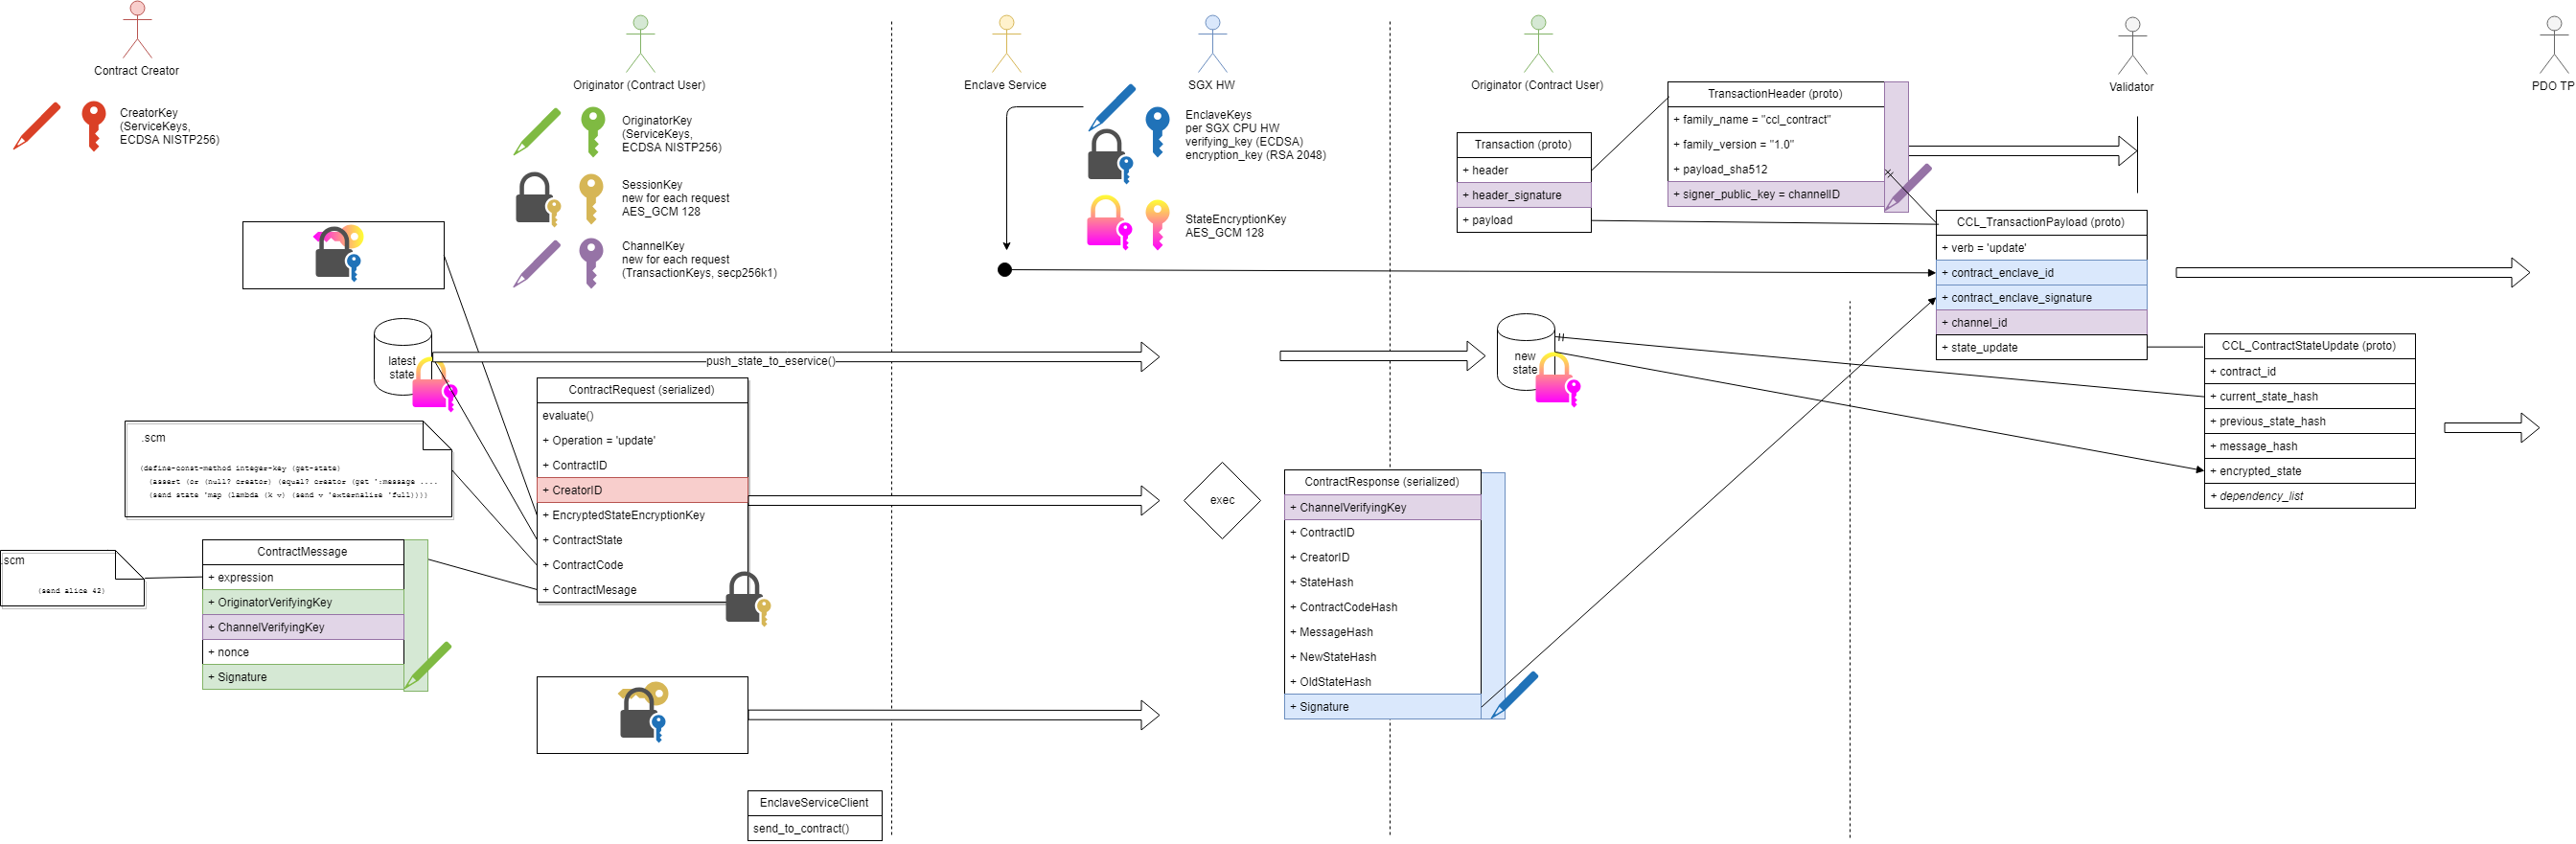 Contract Creator
CreatorKey
(ServiceKeys,
ECDSA NISTP256)
Originator (Contract User)
OriginatorKey
(ServiceKeys,
ECDSA NISTP256)
SessionKey
new for each request
AES_GCM 128
ChannelKey
new for each request
(TransactionKeys, secp256k1)
Enclave Service
SGX HW
EnclaveKeys
per SGX CPU HW
verifying_key (ECDSA)
encryption_key (RSA 2048)
StateEncryptionKey
AES_GCM 128
Originator (Contract User)
Transaction (proto)
+ header
+ header_signature
+ payload
TransactionHeader (proto)
+ family_name = "ccl_contract"
+ family_version = "1.0"
+ payload_sha512
+ signer_public_key = channelID
Validator
PDO TP
CCL_TransactionPayload (proto)
+ verb = 'update'
+ contract_enclave_id
+ contract_enclave_signature
+ channel_id
+ state_update
CCL_ContractStateUpdate (proto)
+ contract_id
+ current_state_hash
+ previous_state_hash
+ message_hash
+ encrypted_state
+ dependency_list
latest
state
push_state_to_eservice()
new
state
ContractRequest (serialized)
evaluate()
+ Operation = 'update'
+ ContractID
+ CreatorID
+ EncryptedStateEncryptionKey
+ ContractState
+ ContractCode
+ ContractMesage
.scm
(define-const-method integer-key (get-state)
(assert (or (null? creator) (equal? creator (get ':message ....
(send state 'map (lambda (k v) (send v 'externalize 'full))))
.scm
(send alice 42)
ContractMessage
+ expression
+ OriginatorVerifyingKey
+ ChannelVerifyingKey
+ nonce
+ Signature
exec
ContractResponse (serialized)
+ ChannelVerifyingKey
+ ContractID
+ CreatorID
+ StateHash
+ ContractCodeHash
+ MessageHash
+ NewStateHash
+ OldStateHash
+ Signature
EnclaveServiceClient
send_to_contract()